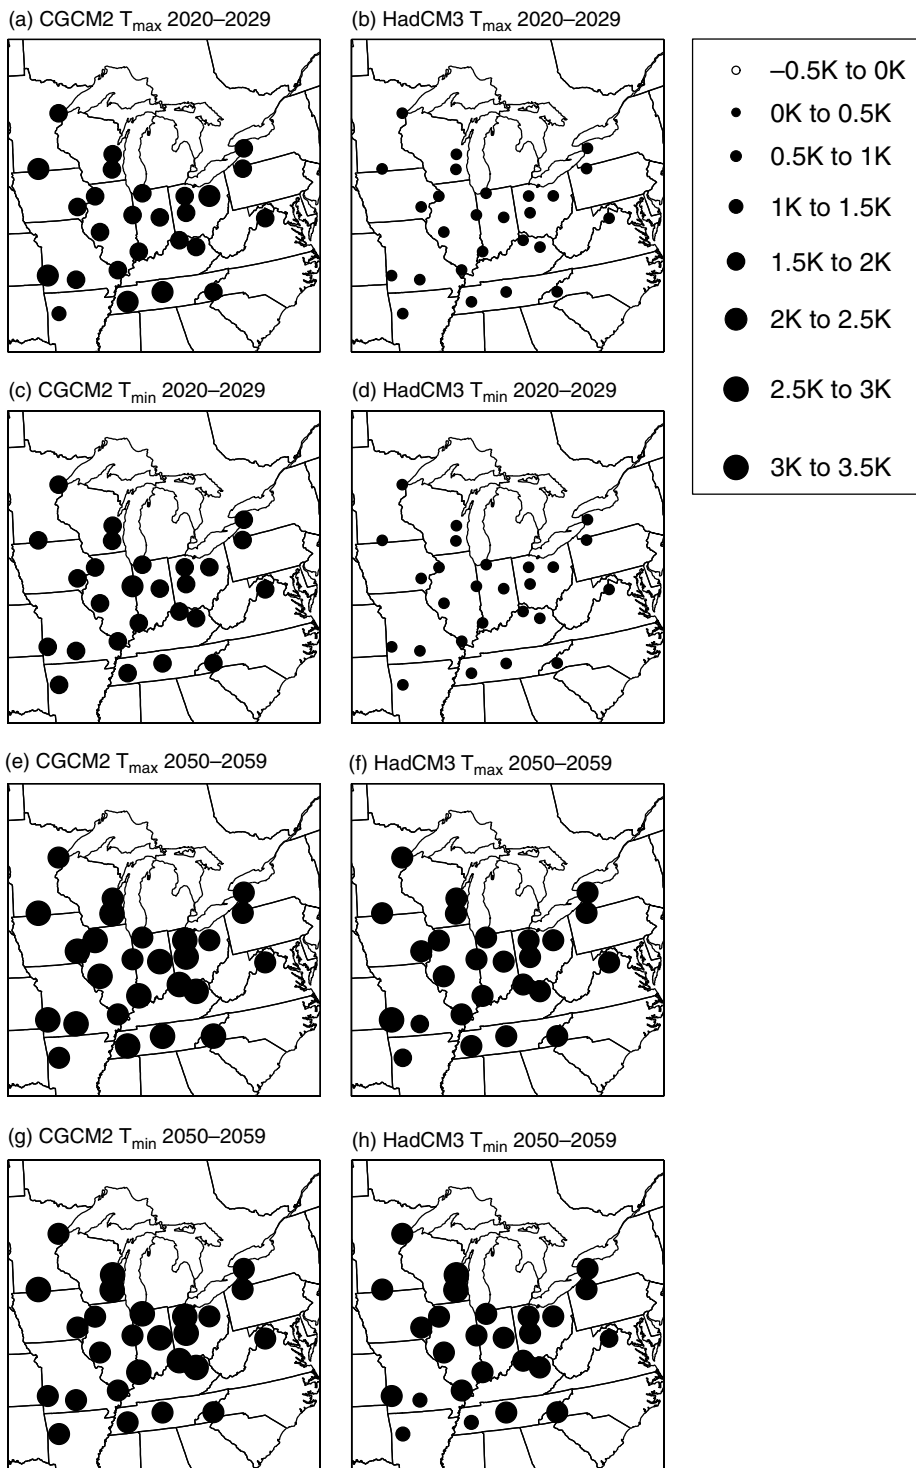 (a) CGCM2 Tmax 2020–2029
(b) HadCM3 Tmax 2020–2029
–0.5K to 0K
0K to 0.5K
0.5K to 1K
1K to 1.5K
1.5K to 2K
2K to 2.5K
2.5K to 3K
3K to 3.5K
(c) CGCM2 Tmin 2020–2029
(d) HadCM3 Tmin 2020–2029
(e) CGCM2 Tmax 2050–2059
(f) HadCM3 Tmax 2050–2059
(g) CGCM2 Tmin 2050–2059
(h) HadCM3 Tmin 2050–2059